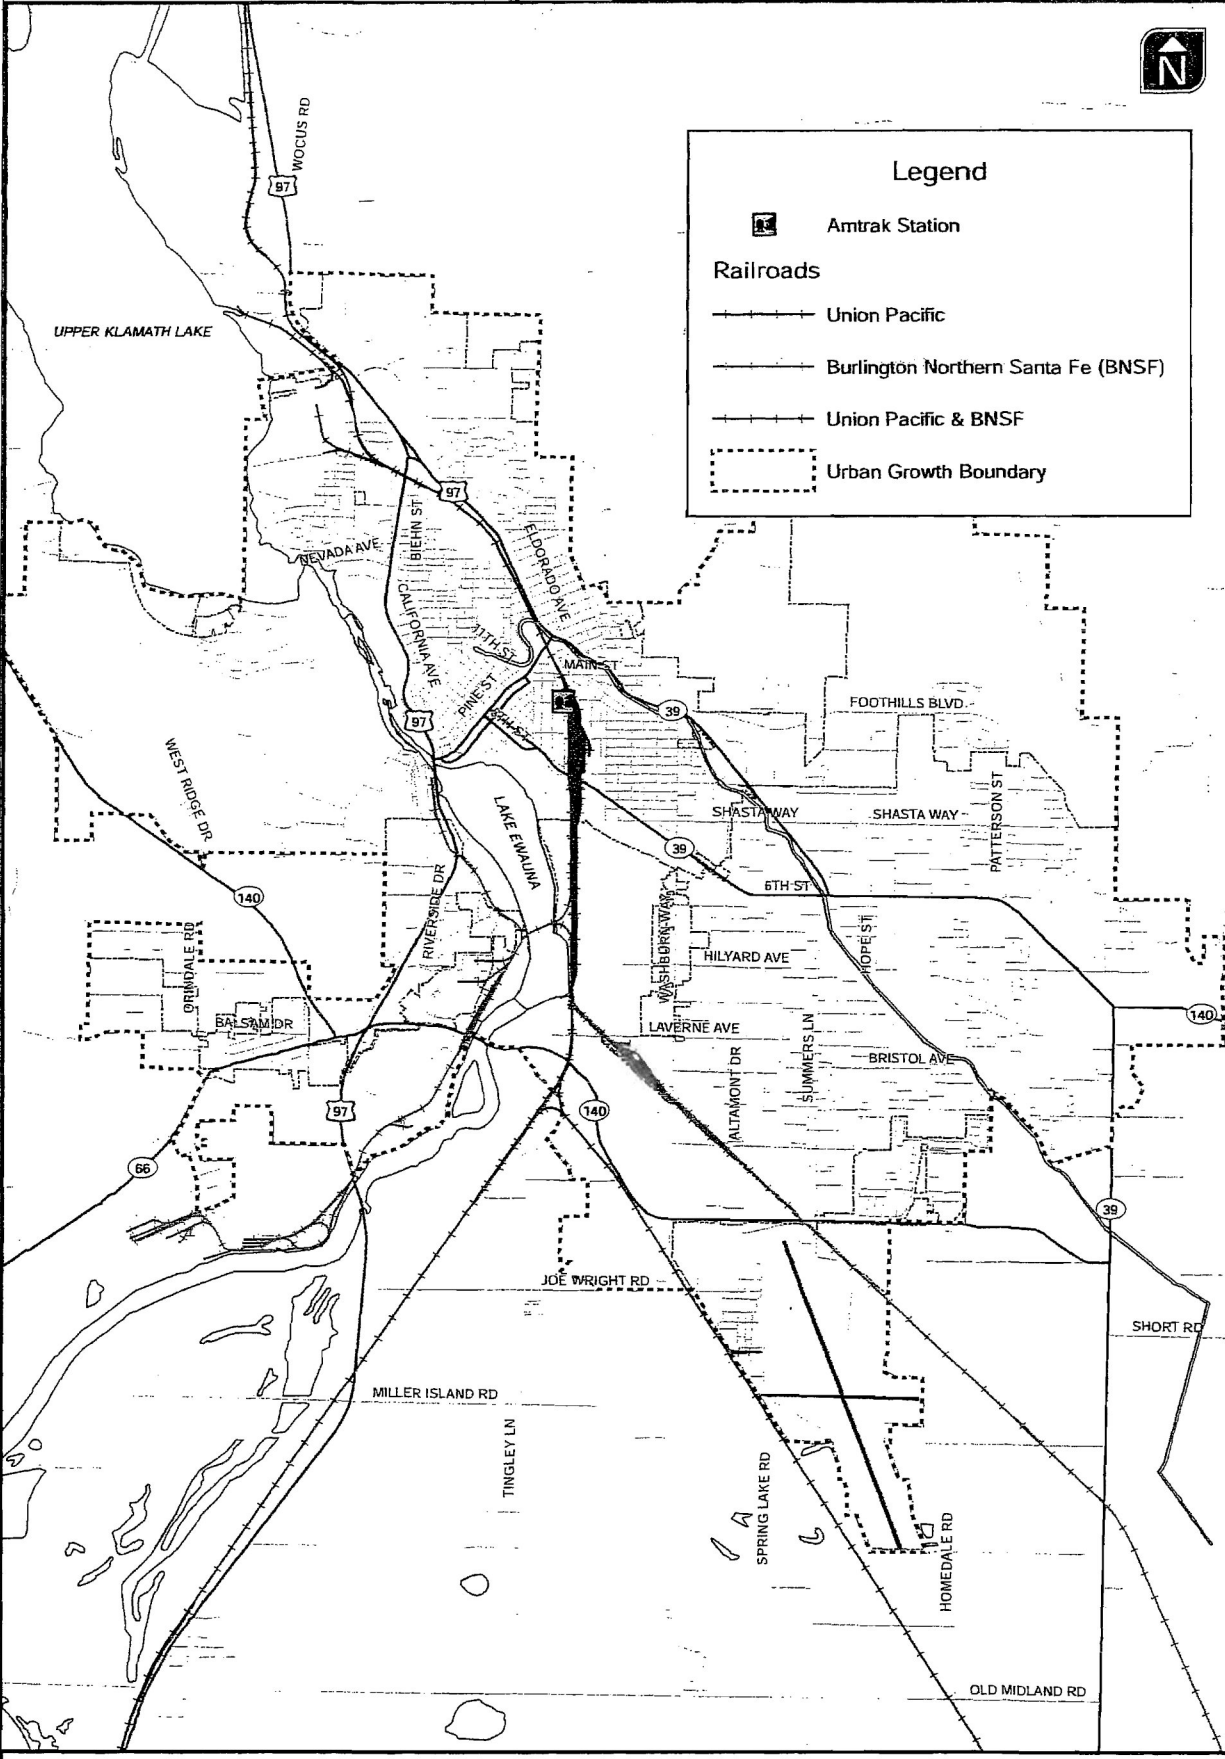 N
WOCUS RD
97
Legend
Amtrak Station
Railroads
Union Pacific
Burlington Northern Santa Fe (BNSF)
Union Pacific & BNSF
Urban Growth Boundary
UPPER KLAMATH LAKE
97
BIEHN ST
NEVADA AVE
ELDORADO AVE
CALIFORNIA AVE
11TH ST
MAIN ST
PINE ST
97
39
FOOTHILLS BLVD
WEST RIDGE DR
LAKE EWAUNA
SHASTA WAY
SHASTA WAY
PATTERSON ST
39
6TH ST
140
RIVERSIDE DR
ORINDALE RD
WASHBURN WAY
HILYARD AVE
HOPE ST
BALSAM DR
LAVERNE AVE
140
SUMMERS LN
BRISTOL AVE
ALTAMONT DR
97
140
66
39
JOE WRIGHT RD
SHORT RD
MILLER ISLAND RD
TINGLEY LN
SPRING LAKE RD
HOMEDALE RD
OLD MIDLAND RD